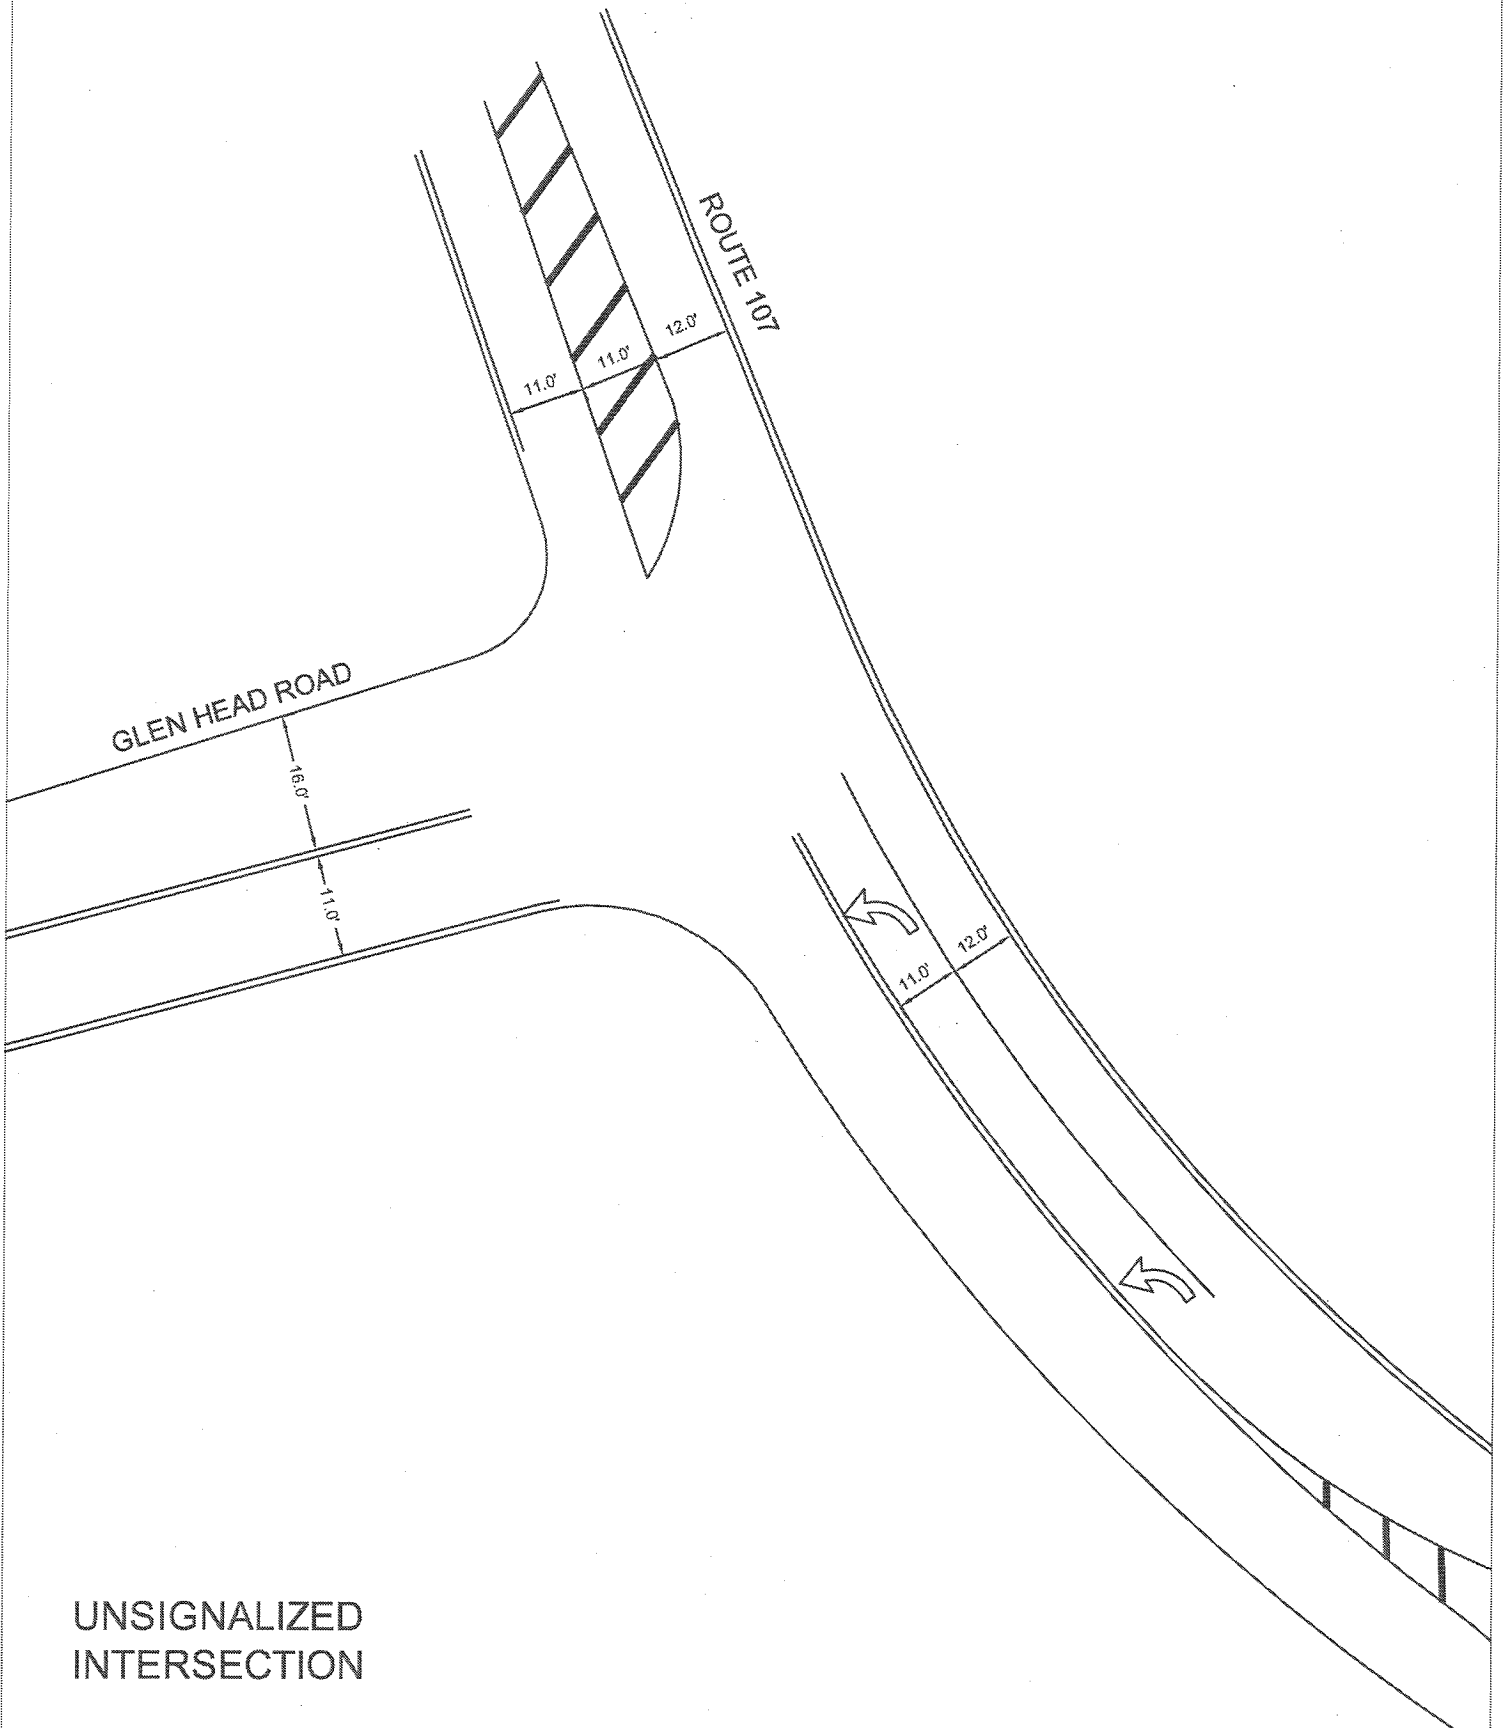 ROUTE 107
12.0'
11.0'
11.0'
GLEN HEAD ROAD
16.0'
11.0'
12.0'
11.0'
UNSIGNALIZED
INTERSECTION